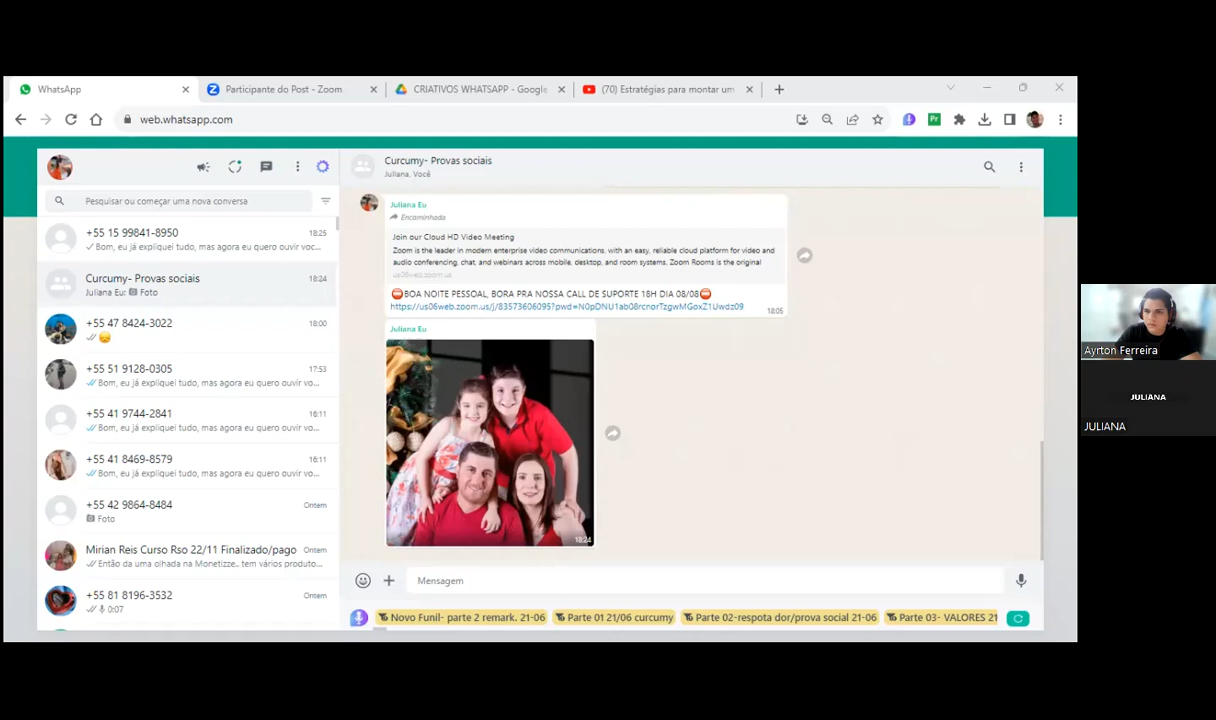 WhatsApp
Participante do Post - Zoom
CRIATIVOS WHATSAPP - Google
(70) Estratégias para montar um
web.whatsapp.com
Pesquisar ou começar uma nova conversa
+55 15 99841-8950
18:25
Bom, eu já expliquei tudo, mas agora eu quero ouvir voc...
Curcumy- Provas sociais
18:24
Juliana Eu: Foto
+55 47 8424-3022
18:00
+55 51 9128-0305
17:53
Bom, eu já expliquei tudo, mas agora eu quero ouvir vo...
+55 41 9744-2841
16:11
Bom, eu já expliquei tudo, mas agora eu quero ouvir vo...
+55 41 8469-8579
16:11
Bom, eu já expliquei tudo, mas agora eu quero ouvir vo...
+55 42 9864-8484
Ontem
Foto
Mirian Reis Curso Rso 22/11 Finalizado/pago
Ontem
Então da uma olhada na Monetizze.. tem vários produto...
+55 81 8196-3532
Ontem
0:07
Curcumy- Provas sociais
Juliana, Você
Juliana Eu
Encaminhada
Join our Cloud HD Video Meeting
Zoom is the leader in modern enterprise video communications, with an easy, reliable cloud platform for video and
audio conferencing, chat, and webinars across mobile, desktop, and room systems. Zoom Rooms is the original
us06web.zoom.us
⛔BOA NOITE PESSOAL, BORA PRA NOSSA CALL DE SUPORTE 18H DIA 08/08⛔
https://us06web.zoom.us/j/83573606095?pwd=N0pDNU1ab08rcnorTzgwMGoxZ1Uwdz09
18:05
Juliana Eu
18:24
Mensagem
Novo Funil- parte 2 remark. 21-06
Parte 01 21/06 curcumy
Parte 02-respota dor/prova social 21-06
Parte 03- VALORES 21
Ayrton Ferreira
JULIANA
JULIANA